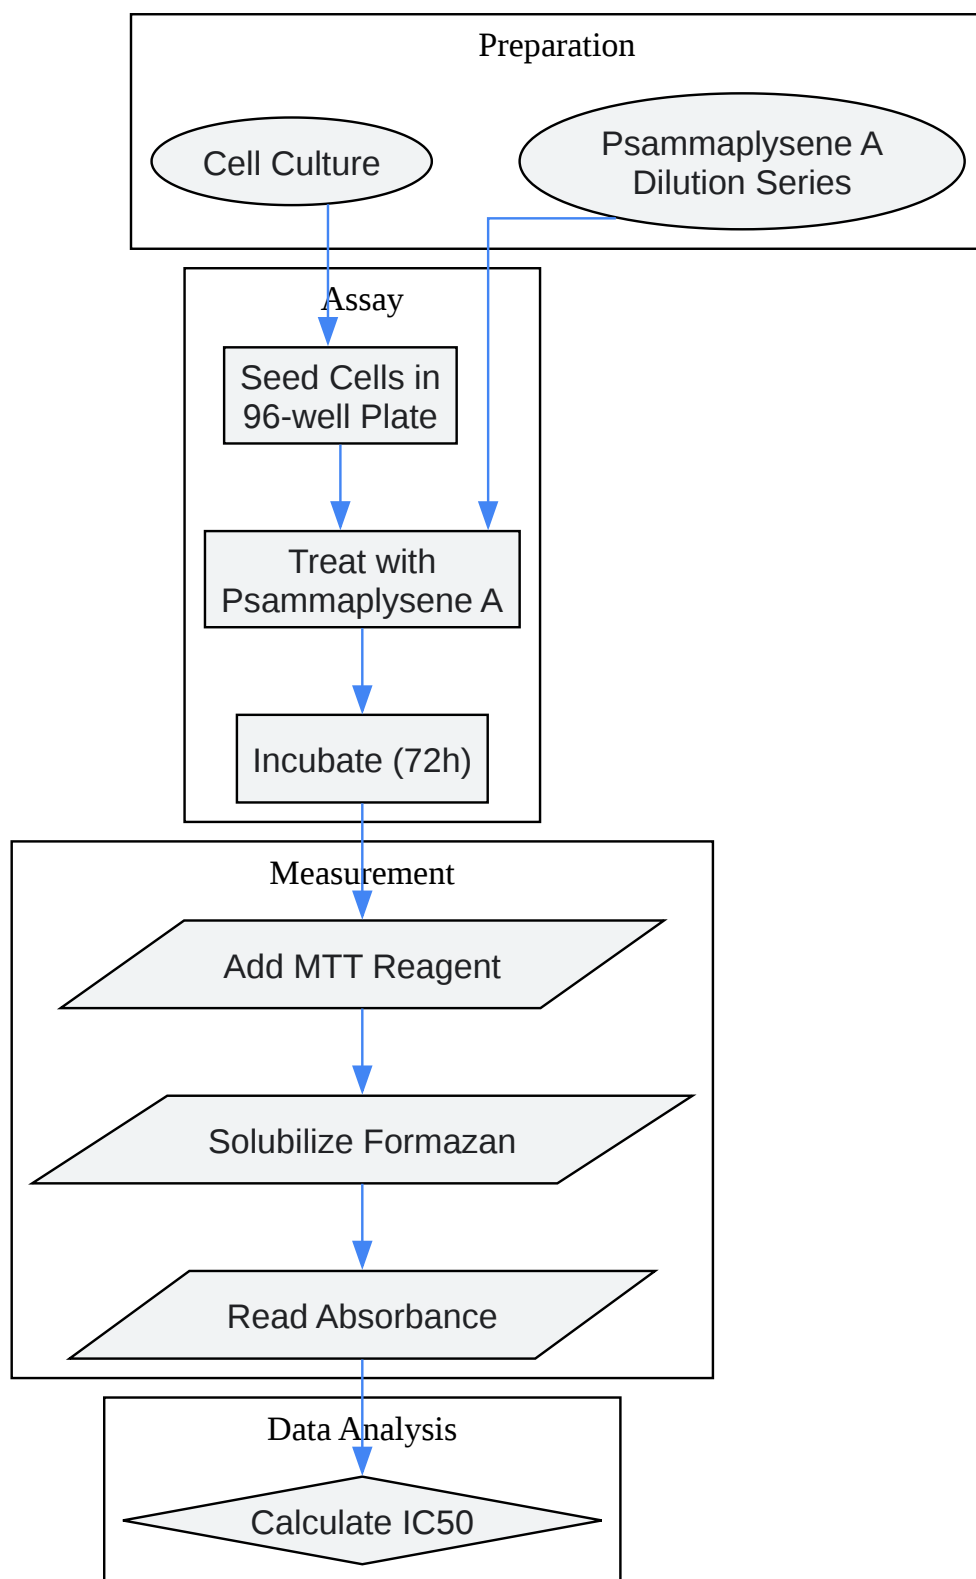 Preparation
Cell Culture
Psammaplysene A
Dilution Series
Assay
Seed Cells in
96-well Plate
Treat with
Psammaplysene A
Incubate (72h)
Measurement
Add MTT Reagent
Solubilize Formazan
Read Absorbance
Data Analysis
Calculate IC50